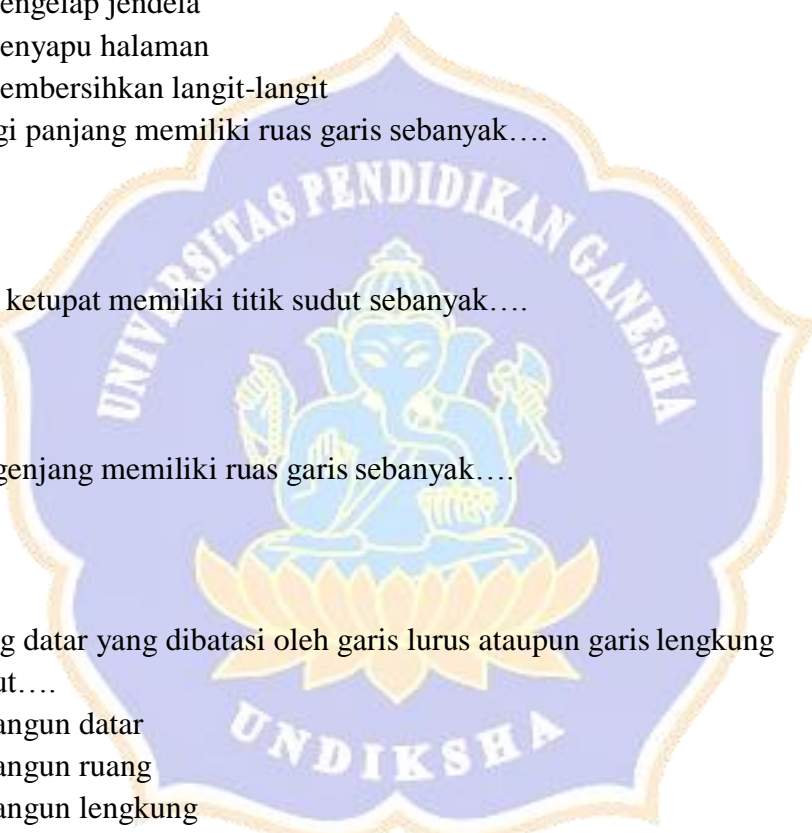 engelap jendela
enyapu halaman
embersihkan langit-langit
gi panjang memiliki ruas garis sebanyak….
UNIVERSITAS PENDIDIKAN GANESHA
ketupat memiliki titik sudut sebanyak….
genjang memiliki ruas garis sebanyak….
g datar yang dibatasi oleh garis lurus ataupun garis lengkung
ut….
angun datar
angun ruang
angun lengkung
UNDIKSHA